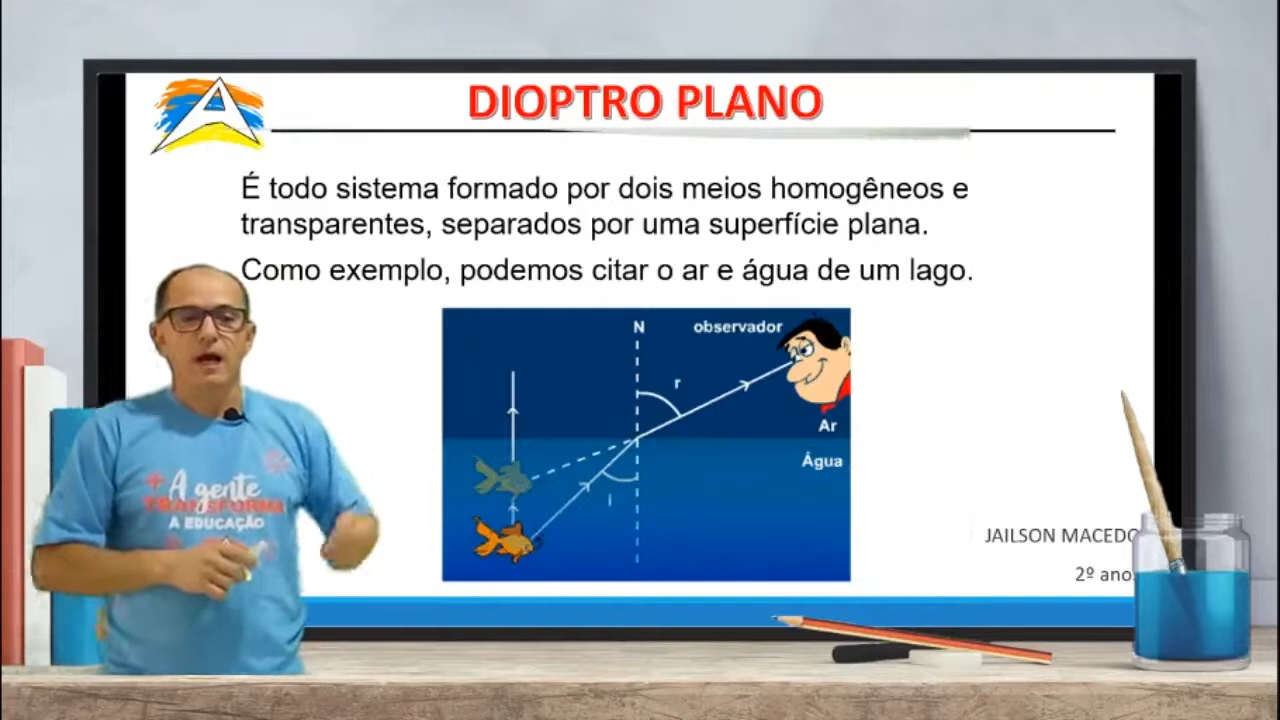 DIOPTRO PLANO
É todo sistema formado por dois meios homogêneos e
transparentes, separados por uma superfície plana.
Como exemplo, podemos citar o ar e água de um lago.
N
observador
r
Ar
Água
i
A gente
TRANSFORMA
A EDUCAÇÃO
JAILSON MACEDO
2º ano